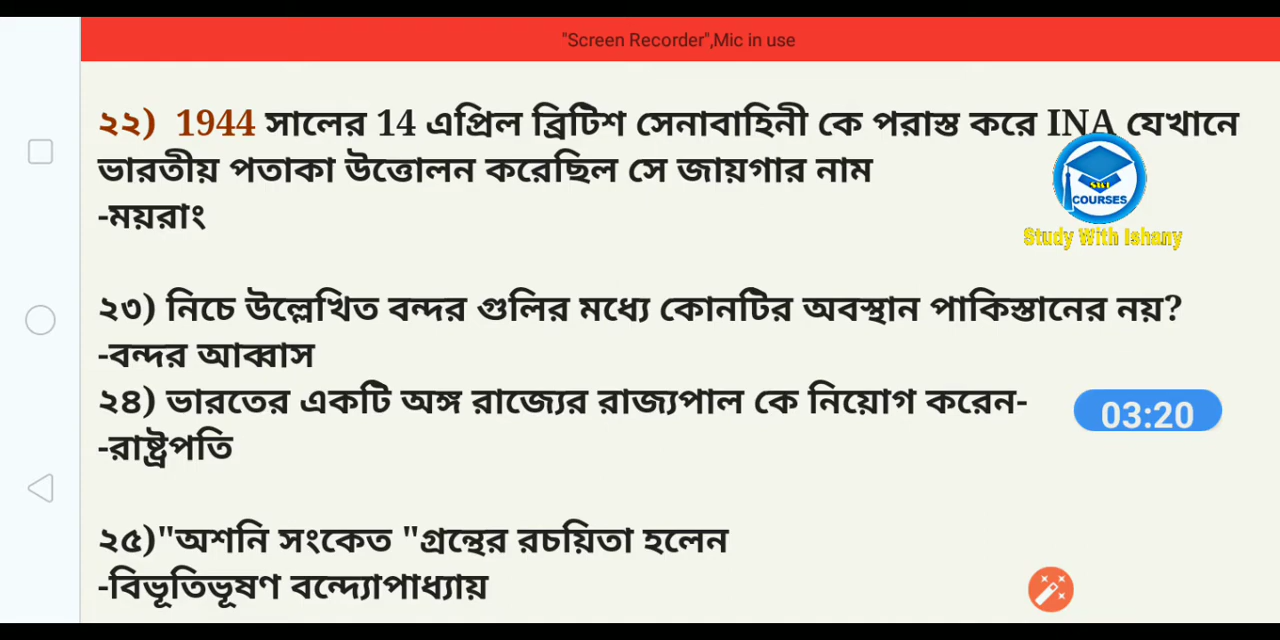 "Screen Recorder",Mic in use
২২) 1944 সালের 14 এপ্রিল ব্রিটিশ সেনাবাহিনী কে পরাস্ত করে INA যেখানে
ভারতীয় পতাকা উত্তোলন করেছিল সে জায়গার নাম
-ময়রাং
COURSES
Study With Ishany
২৩) নিচে উল্লেখিত বন্দর গুলির মধ্যে কোনটির অবস্থান পাকিস্তানের নয়?
-বন্দর আব্বাস
২৪) ভারতের একটি অঙ্গ রাজ্যের রাজ্যপাল কে নিয়োগ করেন-
-রাষ্ট্রপতি
03:20
২৫)"অশনি সংকেত "গ্রন্থের রচয়িতা হলেন
-বিভূতিভূষণ বন্দ্যোপাধ্যায়